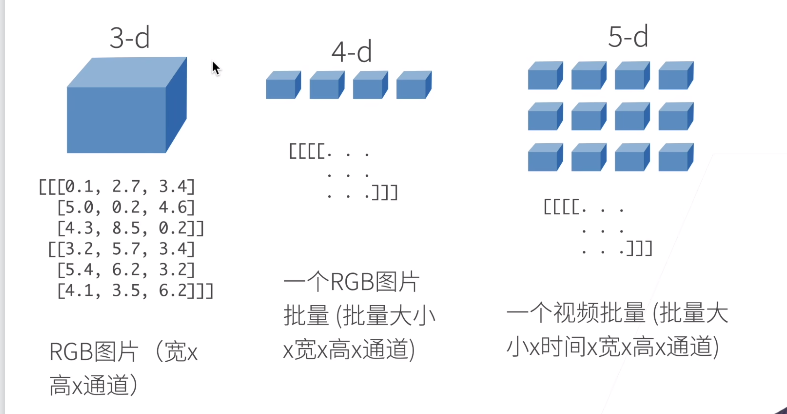 3-d
[[[0.1, 2.7, 3.4]
[5.0, 0.2, 4.6]
[4.3, 8.5, 0.2]]
[[3.2, 5.7, 3.4]
[5.4, 6.2, 3.2]
[4.1, 3.5, 6.2]]]
RGB图片（宽x
高x通道）
4-d
[[[[. . .
. . .
. . .]]]
一个RGB图片
批量 (批量大小
x宽x高x通道)
5-d
[[[[. . .
. . .
. . .]]]
一个视频批量 (批量大
小x时间x宽x高x通道)